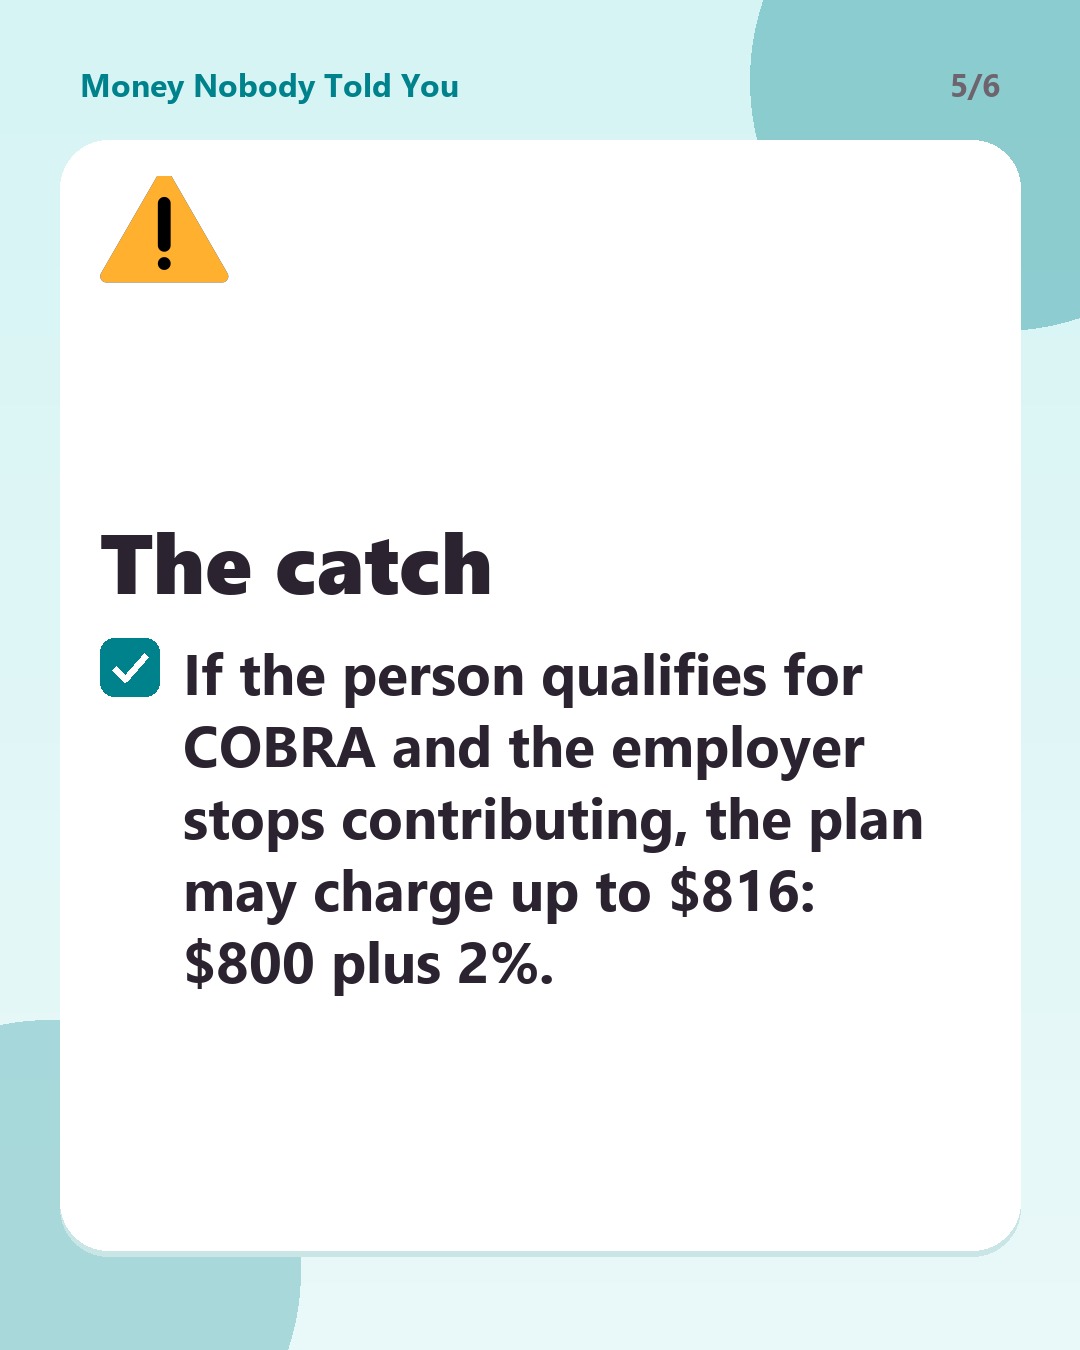 Money Nobody Told You
5/6
The catch
If the person qualifies for
COBRA and the employer
stops contributing, the plan
may charge up to $816:
$800 plus 2%.